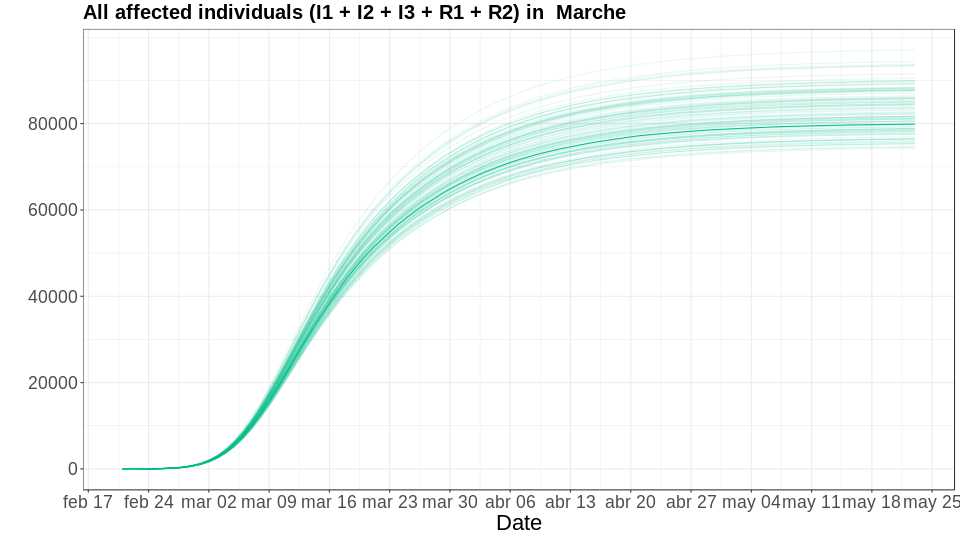 All affected individuals (I1 + I2 + I3 + R1 + R2) in  Marche
80000
60000
40000
20000
0
feb 17 feb 24 mar 02 mar 09 mar 16 mar 23 mar 30 abr 06 abr 13 abr 20 abr 27 may 04 may 11 may 18 may 25
Date